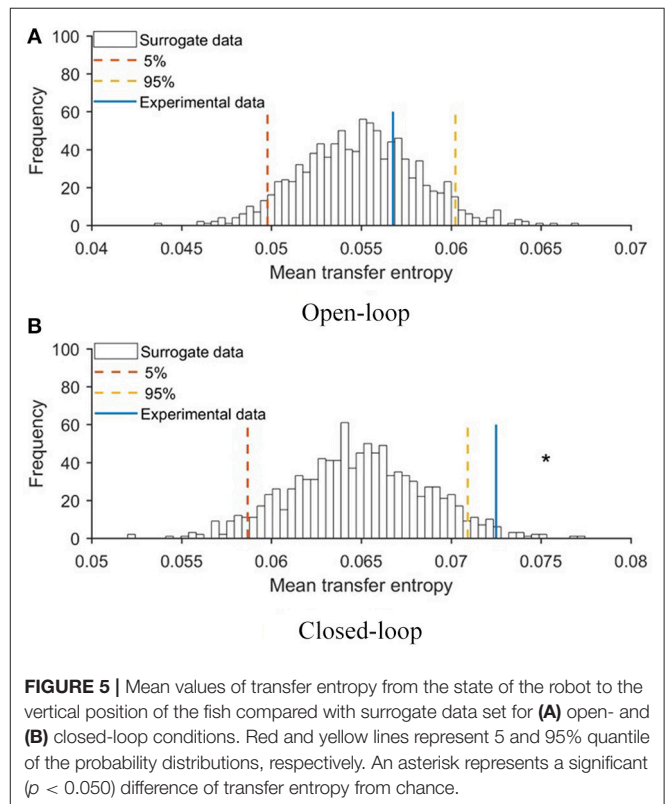 A
100
80
60
40
20
0
Frequency
Surrogate data
5%
95%
Experimental data
0.04 0.045 0.05 0.055 0.06 0.065 0.07
Mean transfer entropy
Open-loop
B
100
80
60
40
20
0
Frequency
Surrogate data
5%
95%
Experimental data
*
0.05 0.055 0.06 0.065 0.07 0.075 0.08
Mean transfer entropy
Closed-loop
FIGURE 5 | Mean values of transfer entropy from the state of the robot to the
vertical position of the fish compared with surrogate data set for (A) open- and
(B) closed-loop conditions. Red and yellow lines represent 5 and 95% quantile
of the probability distributions, respectively. An asterisk represents a significant
(p < 0.050) difference of transfer entropy from chance.